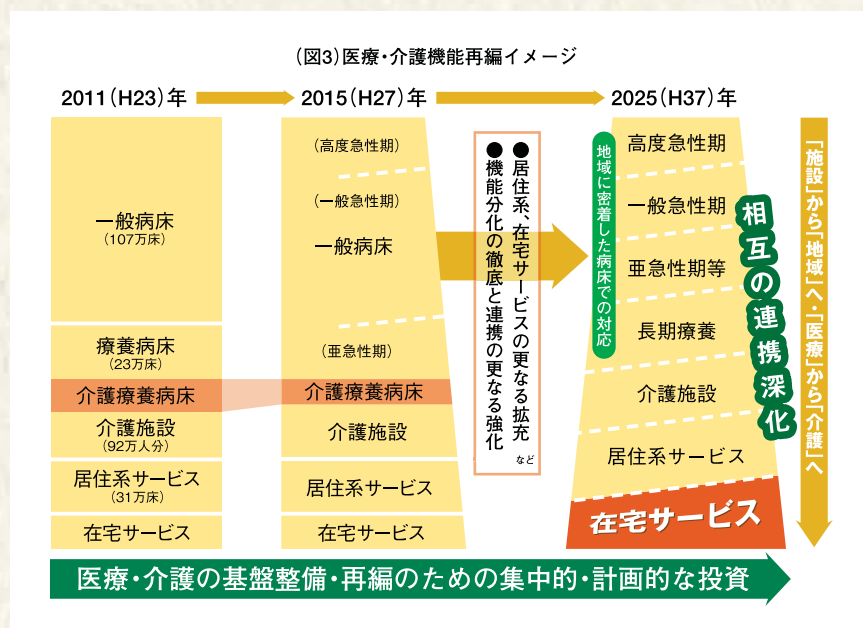 (図3)医療・介護機能再編イメージ
2011(H23)年
2015(H27)年
2025(H37)年
一般病床
(107万床)
療養病床
(23万床)
介護療養病床
介護施設
(92万人分)
居住系サービス
(31万床)
在宅サービス
(高度急性期)
(一般急性期)
一般病床
(亜急性期)
介護療養病床
介護施設
居住系サービス
在宅サービス
●居住系、在宅サービスの更なる拡充
●機能分化の徹底と連携の更なる強化
など
地域に密着した病床での対応
高度急性期
一般急性期
亜急性期等
長期療養
介護施設
居住系サービス
在宅サービス
相互の連携深化
「施設」から「地域」へ・「医療」から「介護」へ
医療・介護の基盤整備・再編のための集中的・計画的な投資